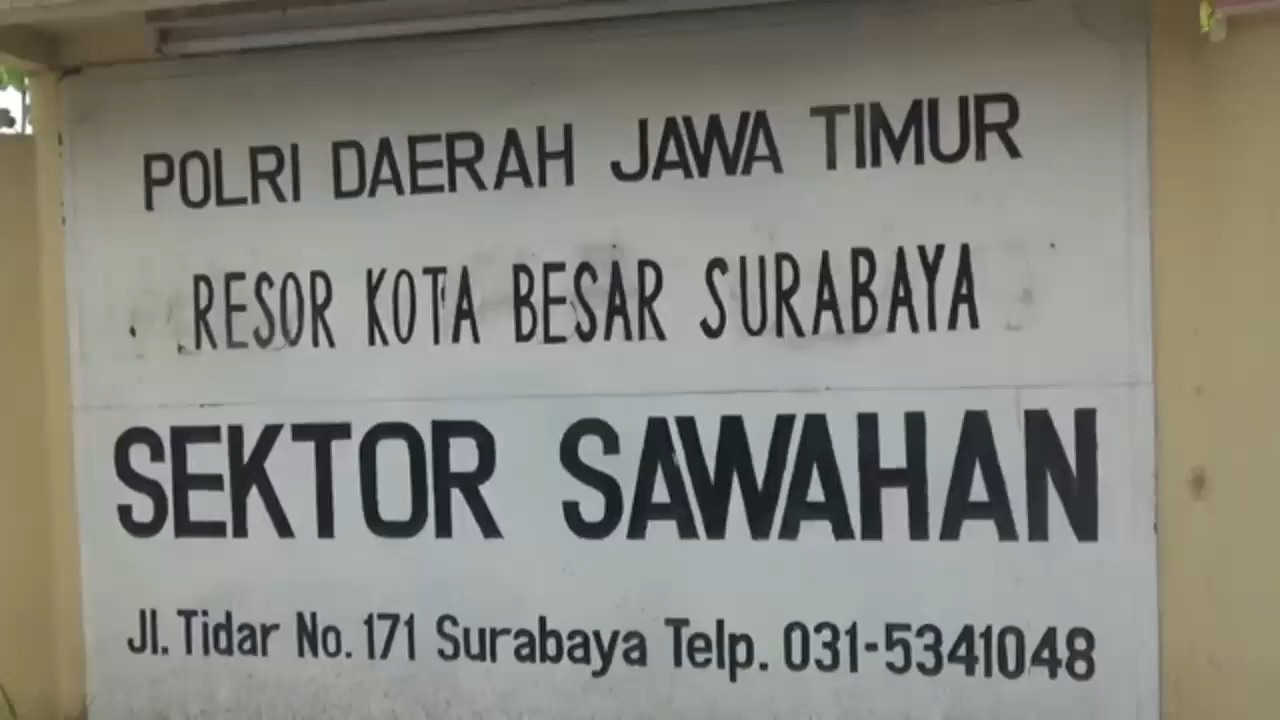 POLRI DAERAH JAWA TIMUR
RESOR KOTA BESAR SURABAYA
SEKTOR SAWAHAN
Jl. Tidar No. 171 Surabaya Telp. 031-5341048